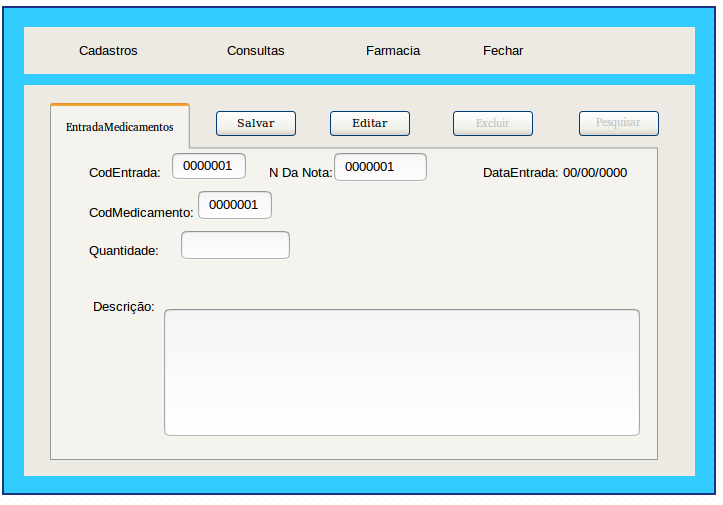 Cadastros Consultas Farmacia Fechar
EntradaMedicamentos Salvar Editar Excluir Pesquisar
CodEntrada: 0000001 N Da Nota: 0000001 DataEntrada: 00/00/0000
CodMedicamento: 0000001
Quantidade:
Descrição: